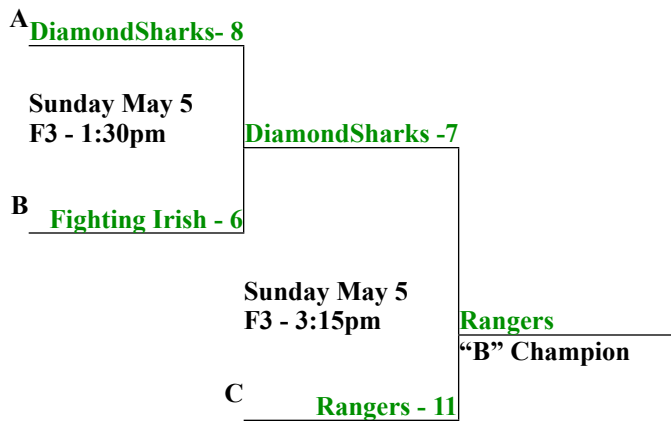 A
DiamondSharks- 8
Sunday May 5
F3 - 1:30pm
DiamondSharks -7
B
Fighting Irish - 6
Sunday May 5
F3 - 3:15pm
Rangers
“B” Champion
C
Rangers - 11